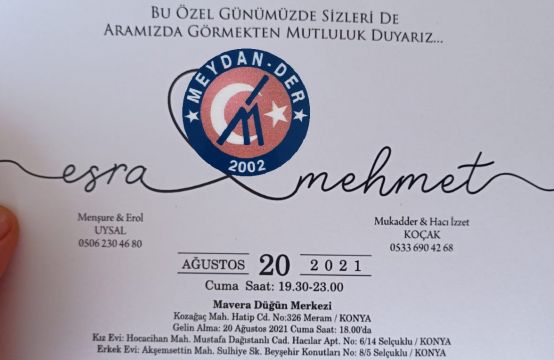 BU ÖZEL GÜNÜMÜZDE SİZLERİ DE
ARAMIZDA GÖRMEKTEN MUTLULUK DUYARIZ...
MEYDAN-DER
2002
esra mehmet
Menşure & Erol
UYSAL
0506 230 46 80
Mukadder & Hacı İzzet
KOÇAK
0533 690 42 68
AĞUSTOS 20 2021
Cuma Saat: 19.30-23.00
Mavera Düğün Merkezi
Kozağaç Mah. Hatip Cd. No:326 Meram / KONYA
Gelin Alma: 20 Ağustos 2021 Cuma Saat: 18.00'da
Kız Evi: Hocacihan Mah. Mustafa Dağıstanlı Cad. Hacılar Apt. No: 6/14 Selçuklu / KONYA
Erkek Evi: Akşemsettin Mah. Sulhiye Sk. Beyşehir Konutları No: 8/5 Selçuklu / KONYA